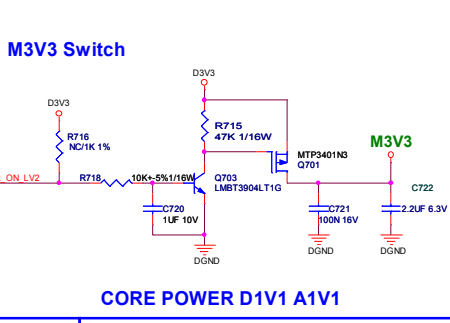 M3V3 Switch
D3V3
D3V3
R716
NC/1K 1%
R715
47K 1/16W
M3V3
MTP3401N3
Q701
_ON_LV2
R718
10K+-5%1/16W
Q703
LMBT3904LT1G
C722
C720
1UF 10V
C721
100N 16V
2.2UF 6.3V
DGND
DGND
DGND
CORE POWER D1V1 A1V1